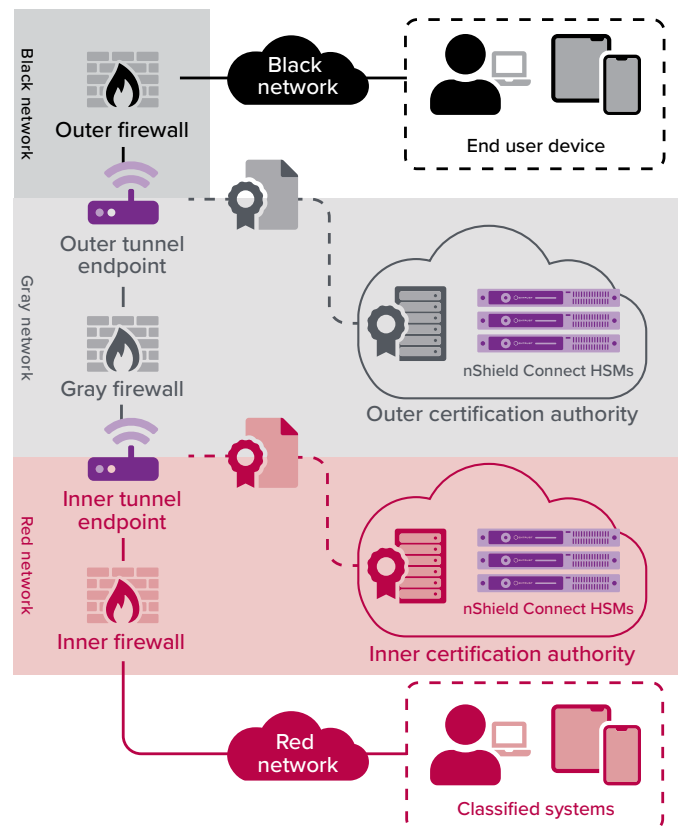 Black network
Black
network
Outer firewall
End user device
Gray network
Outer tunnel
endpoint
nShield Connect HSMs
Gray firewall
Outer certification authority
Red network
Inner tunnel
endpoint
nShield Connect HSMs
Inner firewall
Inner certification authority
Red
network
Classified systems